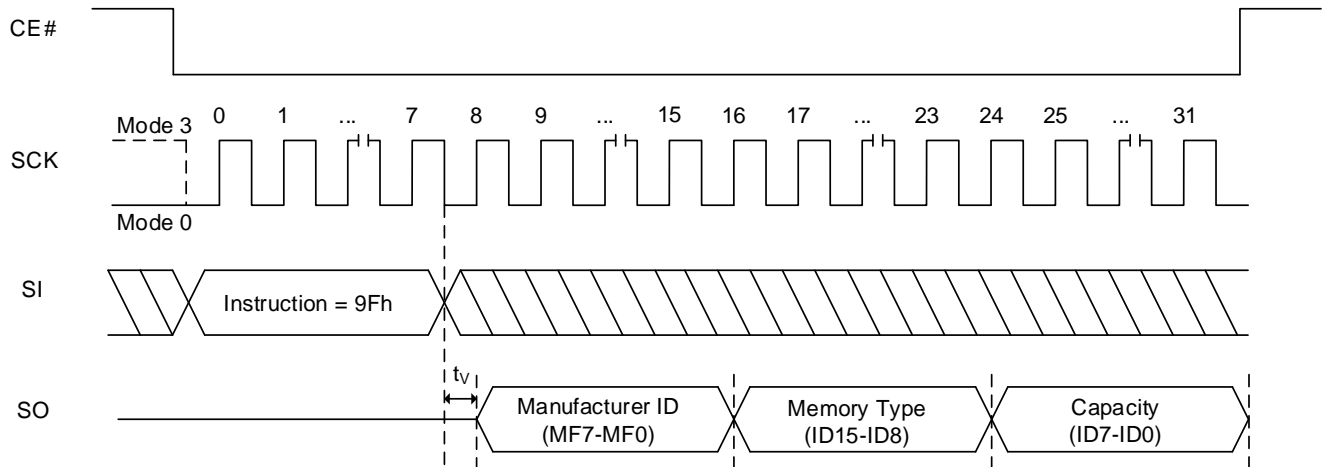 CE#
0 1 ... 7 8 9 ... 15 16 17 ... 23 24 25 ... 31
Mode 3
SCK
Mode 0
SI
Instruction = 9Fh
tV
SO
Manufacturer ID
(MF7-MF0)
Memory Type
(ID15-ID8)
Capacity
(ID7-ID0)